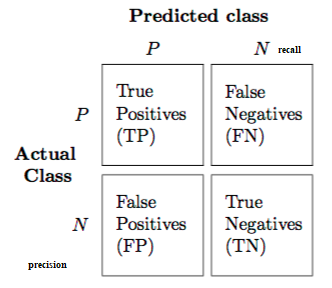 Predicted class
P N recall
True Positives (TP)
False Negatives (FN)
P
Actual Class
False Positives (FP)
True Negatives (TN)
N
precision